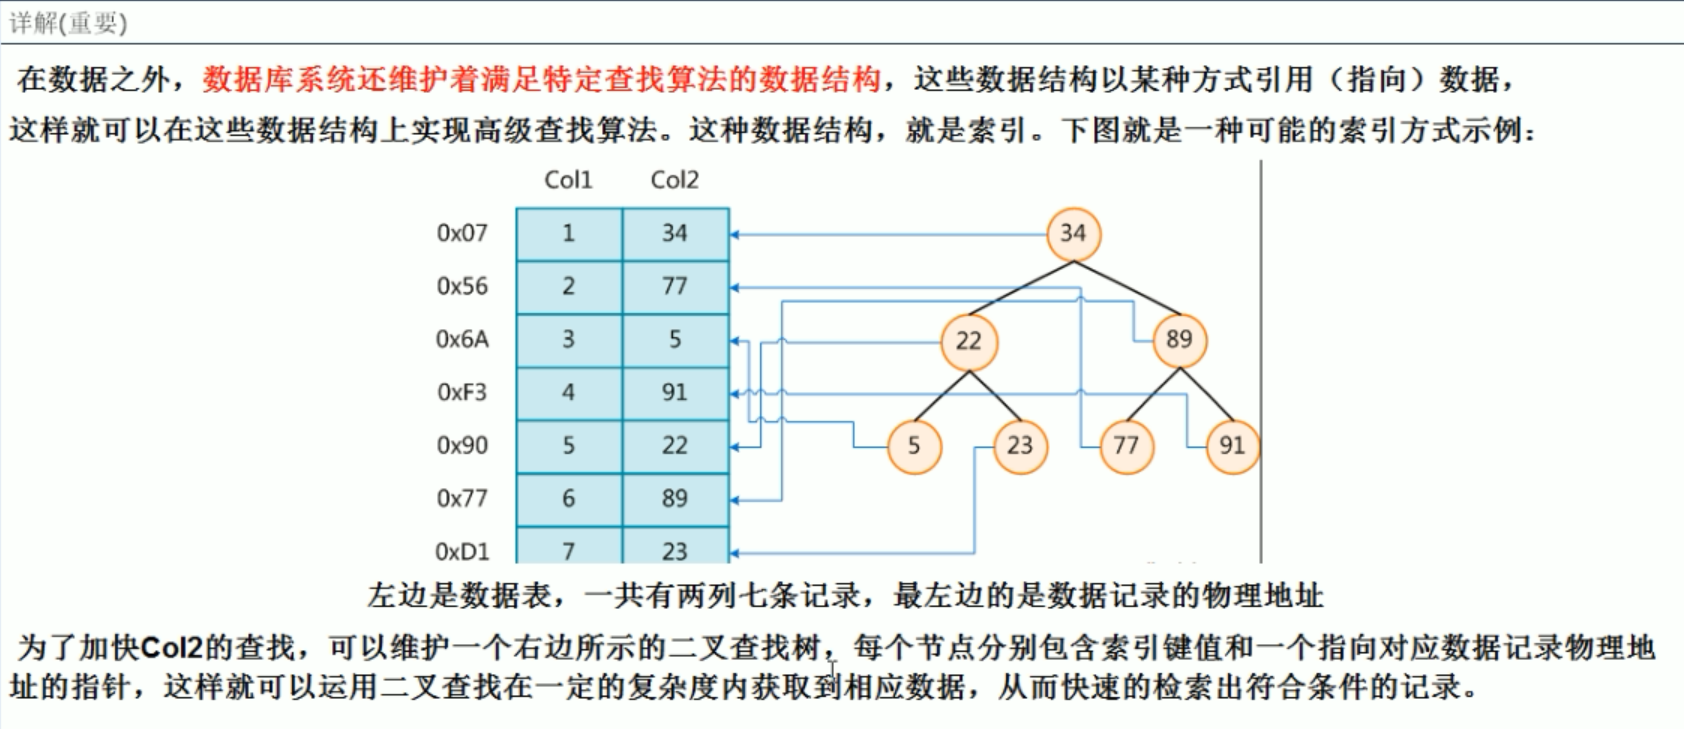 详解(重要)
在数据之外，数据库系统还维护着满足特定查找算法的数据结构，这些数据结构以某种方式引用（指向）数据，
这样就可以在这些数据结构上实现高级查找算法。这种数据结构，就是索引。下图就是一种可能的索引方式示例：
Col1 Col2
0x07 1 34 34
0x56 2 77
0x6A 3 5 22 89
0xF3 4 91
0x90 5 22 5 23 77 91
0x77 6 89
0xD1 7 23
左边是数据表，一共有两列七条记录，最左边的是数据记录的物理地址
为了加快Col2的查找，可以维护一个右边所示的二叉查找树，每个节点分别包含索引键值和一个指向对应数据记录物理地
址的指针，这样就可以运用二叉查找在一定的复杂度内获取到相应数据，从而快速的检索出符合条件的记录。